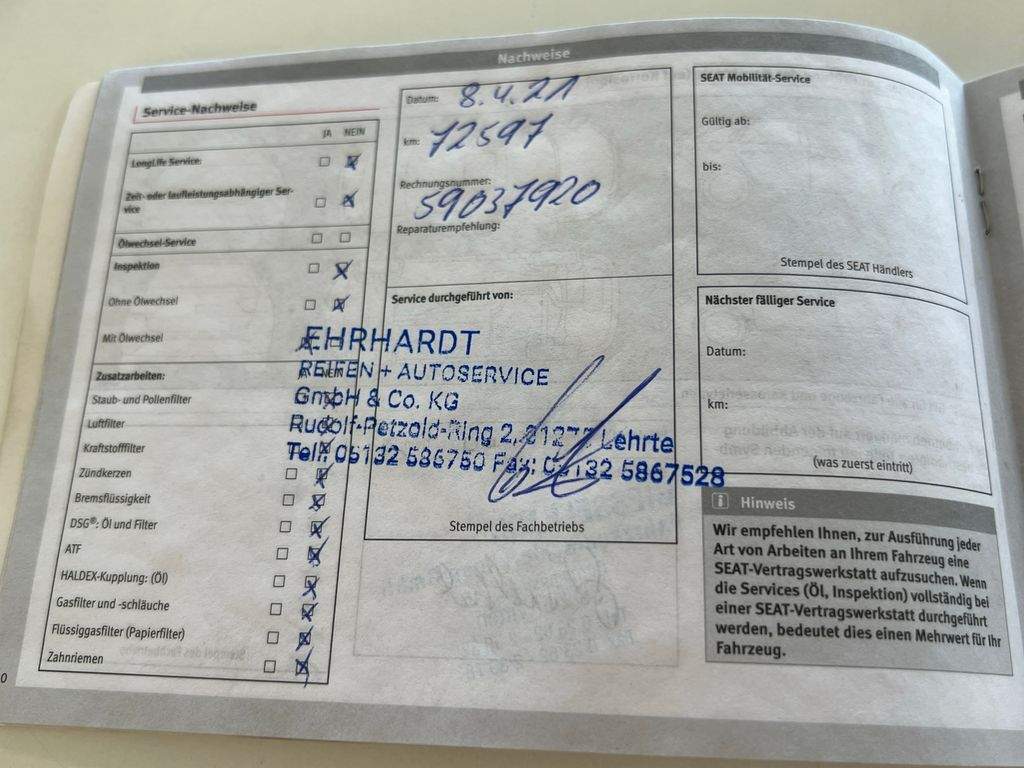 Nachweise
Service-Nachweise
JA NEIN
LongLife Service:
Zeit- oder laufleistungsabhängiger Ser-
vice
Ölwechsel-Service
Inspektion
Ohne Ölwechsel
Mit Ölwechsel
Zusatzarbeiten:
Staub- und Pollenfilter
Luftfilter
Kraftstofffilter
Zündkerzen
Bremsflüssigkeit
DSG®: Öl und Filter
ATF
HALDEX-Kupplung: (Öl)
Gasfilter und -schläuche
Flüssiggasfilter (Papierfilter)
Zahnriemen
Datum: 8.4.21
km: 72597
Rechnungsnummer:
59037920
Reparaturempfehlung:
Service durchgeführt von:
EHRHARDT
REIFEN + AUTOSERVICE
GmbH & Co. KG
Rudolf-Petzold-Ring 2, Lehrte
Tel.: 05132 586750 Fax: 05132 5867528
Stempel des Fachbetriebs
SEAT Mobilität-Service
Gültig ab:
bis:
Stempel des SEAT Händlers
Nächster fälliger Service
Datum:
km:
(was zuerst eintritt)
i Hinweis
Wir empfehlen Ihnen, zur Ausführung jeder
Art von Arbeiten an Ihrem Fahrzeug eine
SEAT-Vertragswerkstatt aufzusuchen. Wenn
die Services (Öl, Inspektion) vollständig bei
einer SEAT-Vertragswerkstatt durchgeführt
werden, bedeutet dies einen Mehrwert für Ihr
Fahrzeug.